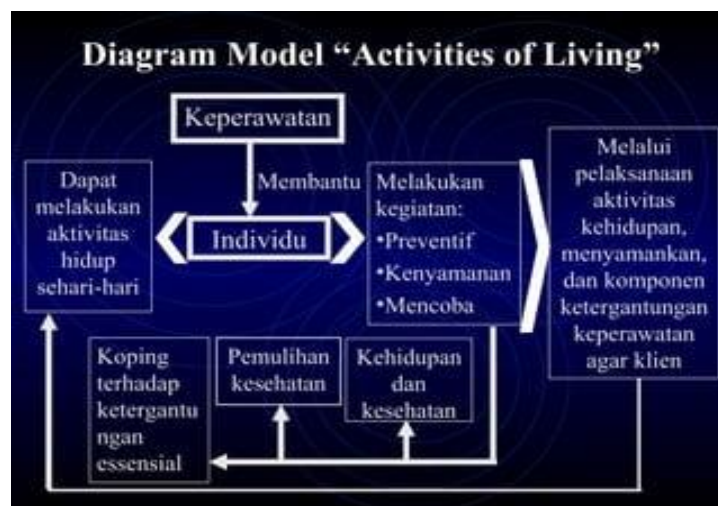 Diagram Model “Activities of Living”
Keperawatan
Membantu
Individu
Dapat
melakukan
aktivitas
hidup
sehari-hari
Melakukan
kegiatan:
•Preventif
•Kenyamanan
•Mencoba
Melalui
pelaksanaan
aktivitas
kehidupan,
menyamankan,
dan komponen
ketergantungan
keperawatan
agar klien
Koping
terhadap
ketergantu
ngan
essensial
Pemulihan
kesehatan
Kehidupan
dan
kesehatan